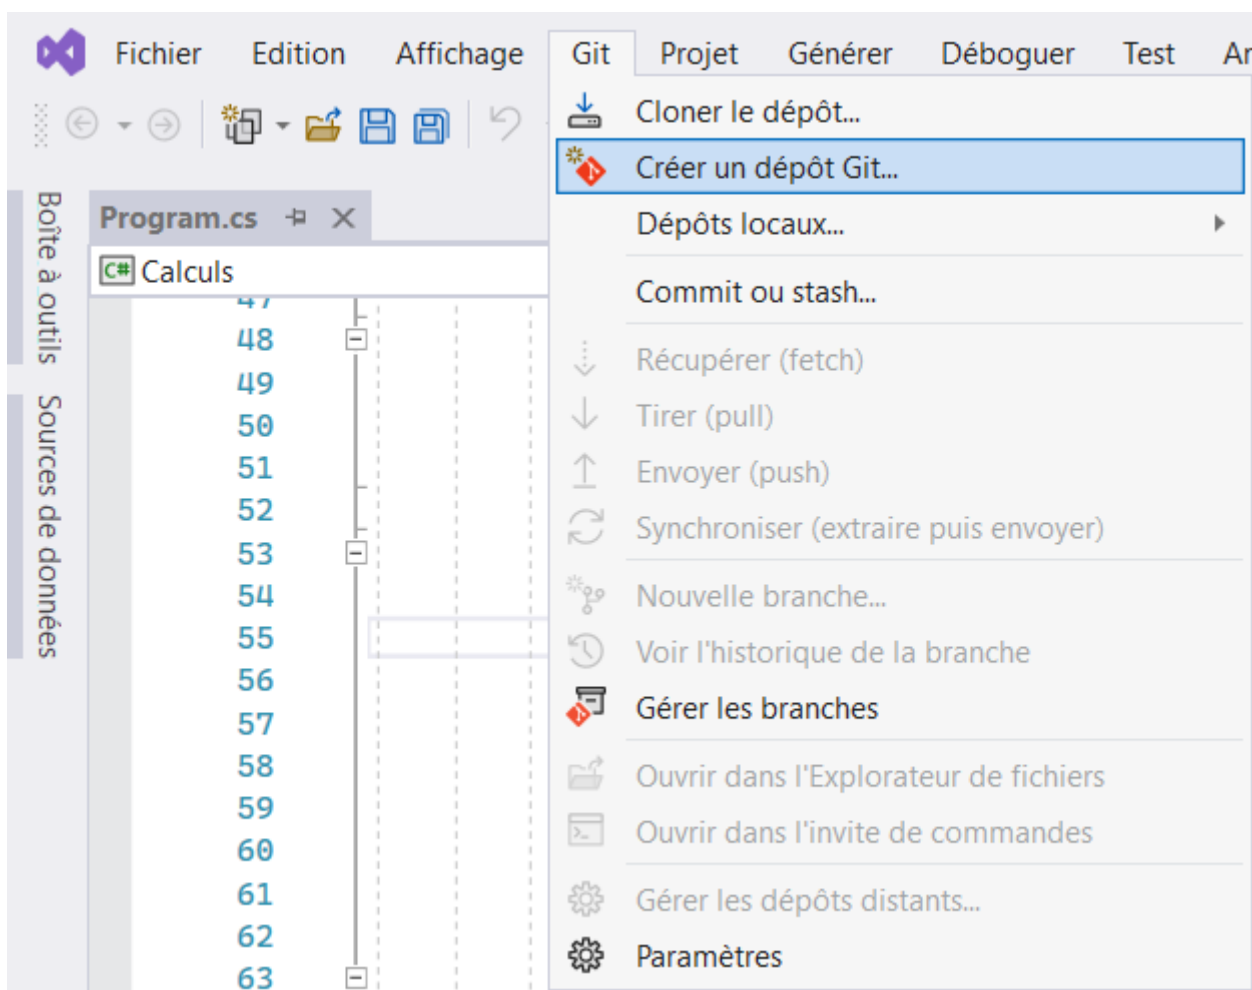 Fichier Edition Affichage Git Projet Générer Déboguer Test Ar
Cloner le dépôt...
Créer un dépôt Git...
Dépôts locaux...
Commit ou stash...
Récupérer (fetch)
Tirer (pull)
Envoyer (push)
Synchroniser (extraire puis envoyer)
Nouvelle branche...
Voir l'historique de la branche
Gérer les branches
Ouvrir dans l'Explorateur de fichiers
Ouvrir dans l'invite de commandes
Gérer les dépôts distants...
Paramètres
Boîte à outils
Sources de données
Program.cs
C# Calculs
47
48
49
50
51
52
53
54
55
56
57
58
59
60
61
62
63